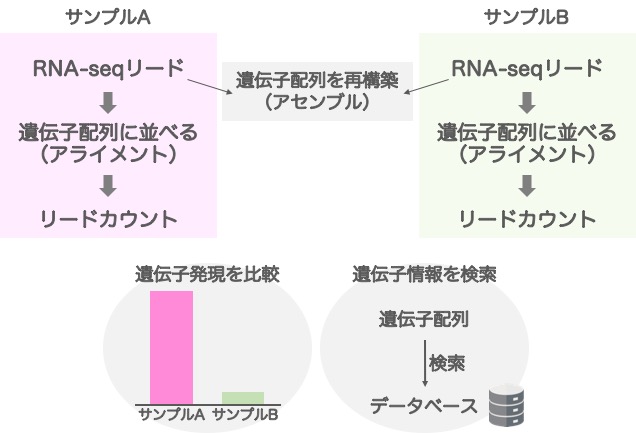 サンプルA
サンプルB
RNA-seqリード
遺伝子配列に並べる
（アライメント）
リードカウント
遺伝子配列を再構築
（アセンブル）
RNA-seqリード
遺伝子配列に並べる
（アライメント）
リードカウント
遺伝子発現を比較
サンプルA サンプルB
遺伝子情報を検索
遺伝子配列
検索
データベース